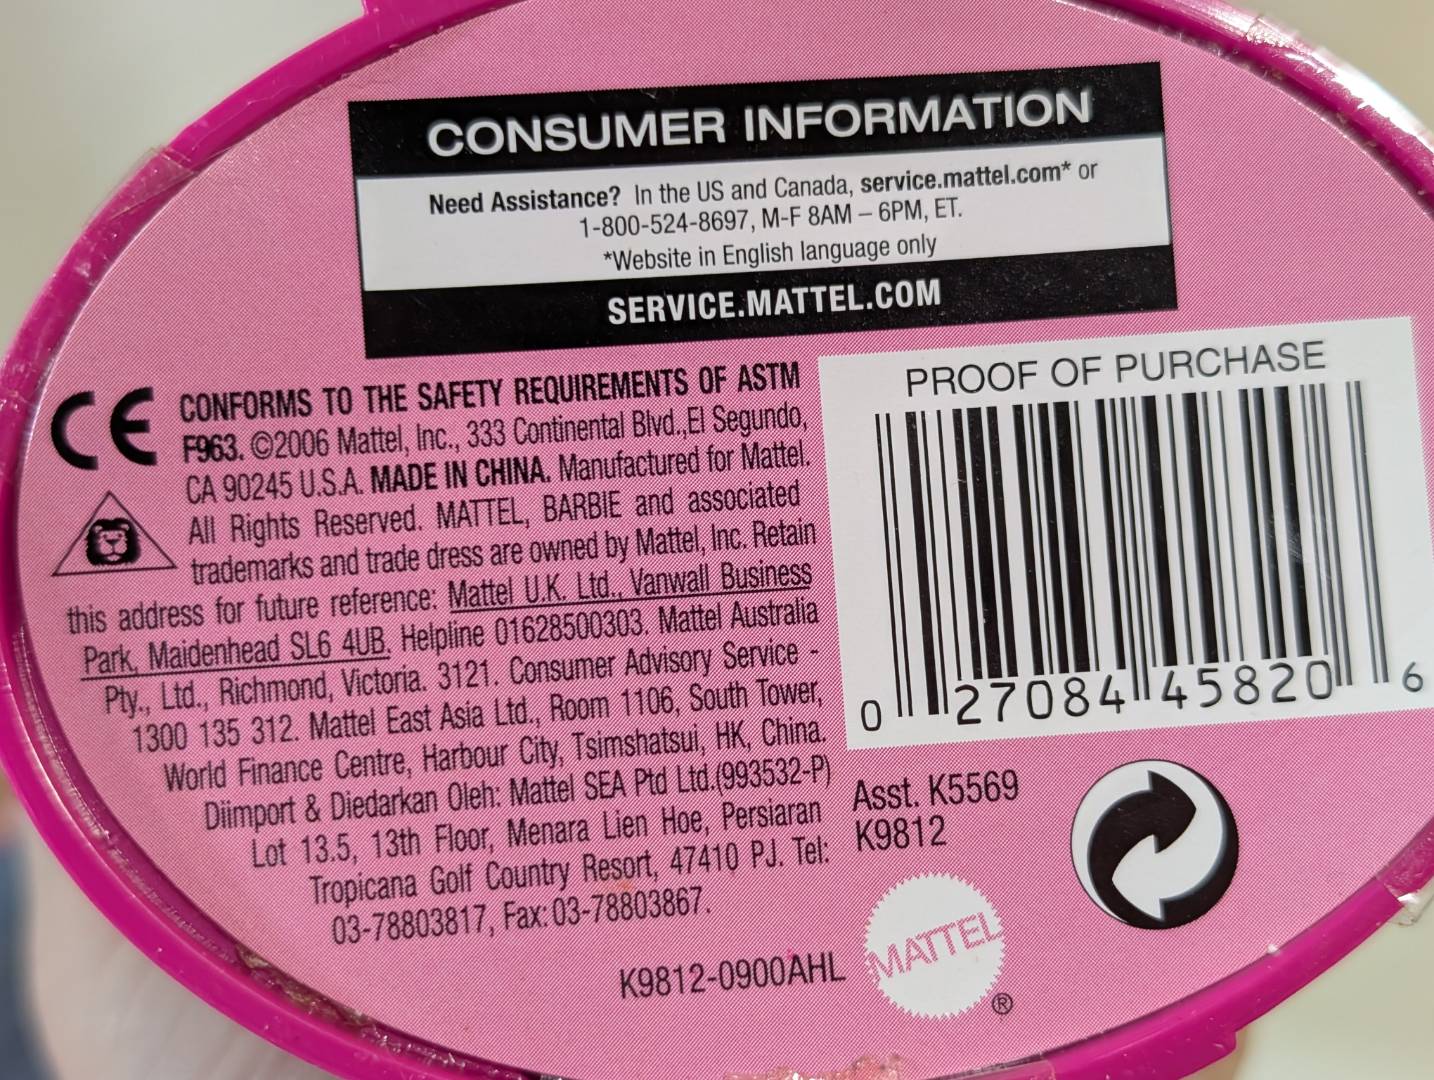 CONSUMER INFORMATION
Need Assistance? In the US and Canada, service.mattel.com* or
1-800-524-8697, M-F 8AM – 6PM, ET.
*Website in English language only
SERVICE.MATTEL.COM
CE
CONFORMS TO THE SAFETY REQUIREMENTS OF ASTM
F963. ©2006 Mattel, Inc., 333 Continental Blvd.,El Segundo,
CA 90245 U.S.A. MADE IN CHINA. Manufactured for Mattel.
All Rights Reserved. MATTEL, BARBIE and associated
trademarks and trade dress are owned by Mattel, Inc. Retain
this address for future reference: Mattel U.K. Ltd., Vanwall Business
Park, Maidenhead SL6 4UB. Helpline 01628500303. Mattel Australia
Pty., Ltd., Richmond, Victoria. 3121. Consumer Advisory Service -
1300 135 312. Mattel East Asia Ltd., Room 1106, South Tower,
World Finance Centre, Harbour City, Tsimshatsui, HK, China.
Diimport & Diedarkan Oleh: Mattel SEA Ptd Ltd.(993532-P)
Lot 13.5, 13th Floor, Menara Lien Hoe, Persiaran
Tropicana Golf Country Resort, 47410 PJ. Tel:
03-78803817, Fax: 03-78803867.
PROOF OF PURCHASE
0 27084 45820 6
Asst. K5569
K9812
K9812-0900AHL
MATTEL
®